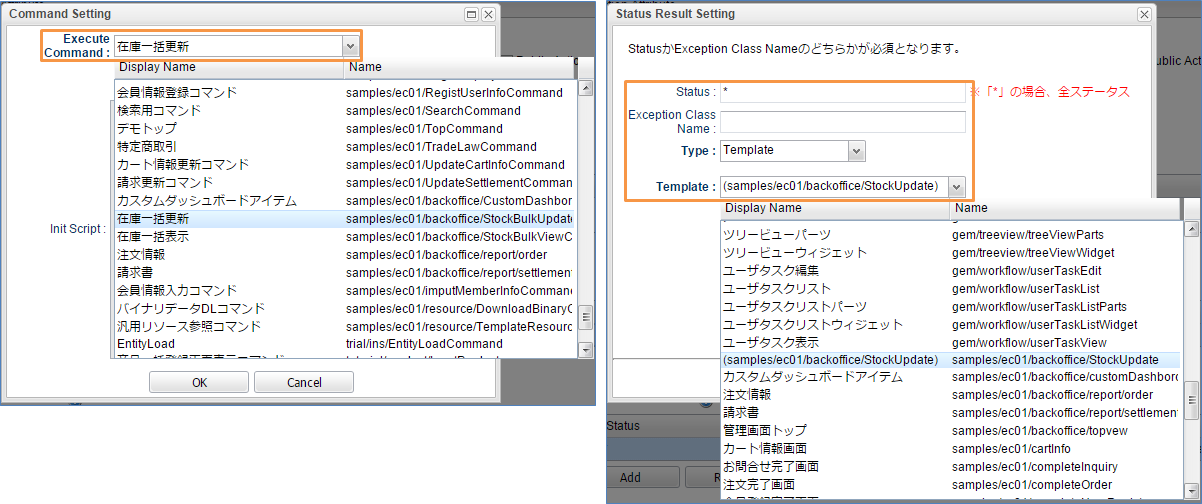 Command Setting
Execute
Command :
在庫一括更新
Display Name
Name
会員情報登録コマンド
samples/ec01/RegistUserInfoCommand
検索用コマンド
samples/ec01/SearchCommand
デモトップ
samples/ec01/TopCommand
特定商取引
samples/ec01/TradeLawCommand
カート情報更新コマンド
samples/ec01/UpdateCartInfoCommand
請求更新コマンド
samples/ec01/UpdateSettlementComman
カスタムダッシュボードアイテム
samples/ec01/backoffice/CustomDashbo
在庫一括更新
samples/ec01/backoffice/StockBulkUpdate
在庫一括表示
samples/ec01/backoffice/StockBulkViewC
注文情報
samples/ec01/backoffice/report/order
請求書
samples/ec01/backoffice/report/settlemen
会員情報入力コマンド
samples/ec01/imputMemberInfoCommand
バイナリデータDLコマンド
samples/ec01/resource/DownloadBinaryC
汎用リソース参照コマンド
samples/ec01/resource/TemplateResourc
EntityLoad
trial/ins/EntityLoadCommand
Init Script :
OK
Cancel
Status Result Setting
StatusかException Class Nameのどちらかが必須となります。
Status :
*
※「*」の場合、全ステータス
Exception Class
Name :
Type :
Template
Template :
(samples/ec01/backoffice/StockUpdate)
Display Name
Name
ツリービューパーツ
gem/treeview/treeViewParts
ツリービューウィジェット
gem/treeview/treeViewWidget
ユーザタスク編集
gem/workflow/userTaskEdit
ユーザタスクリスト
gem/workflow/userTaskList
ユーザタスクリストパーツ
gem/workflow/userTaskListParts
ユーザタスクリストウィジェット
gem/workflow/userTaskListWidget
ユーザタスク表示
gem/workflow/userTaskView
(samples/ec01/backoffice/StockUpdate)
samples/ec01/backoffice/StockUpdate
カスタムダッシュボードアイテム
samples/ec01/backoffice/customDashborc
注文情報
samples/ec01/backoffice/report/order
請求書
samples/ec01/backoffice/report/settlemen
管理画面トップ
samples/ec01/backoffice/topvew
カート情報画面
samples/ec01/cartInfo
お問合せ完了画面
samples/ec01/completeInquiry
注文完了画面
samples/ec01/completeOrder
ublic Act
Status
Add
R